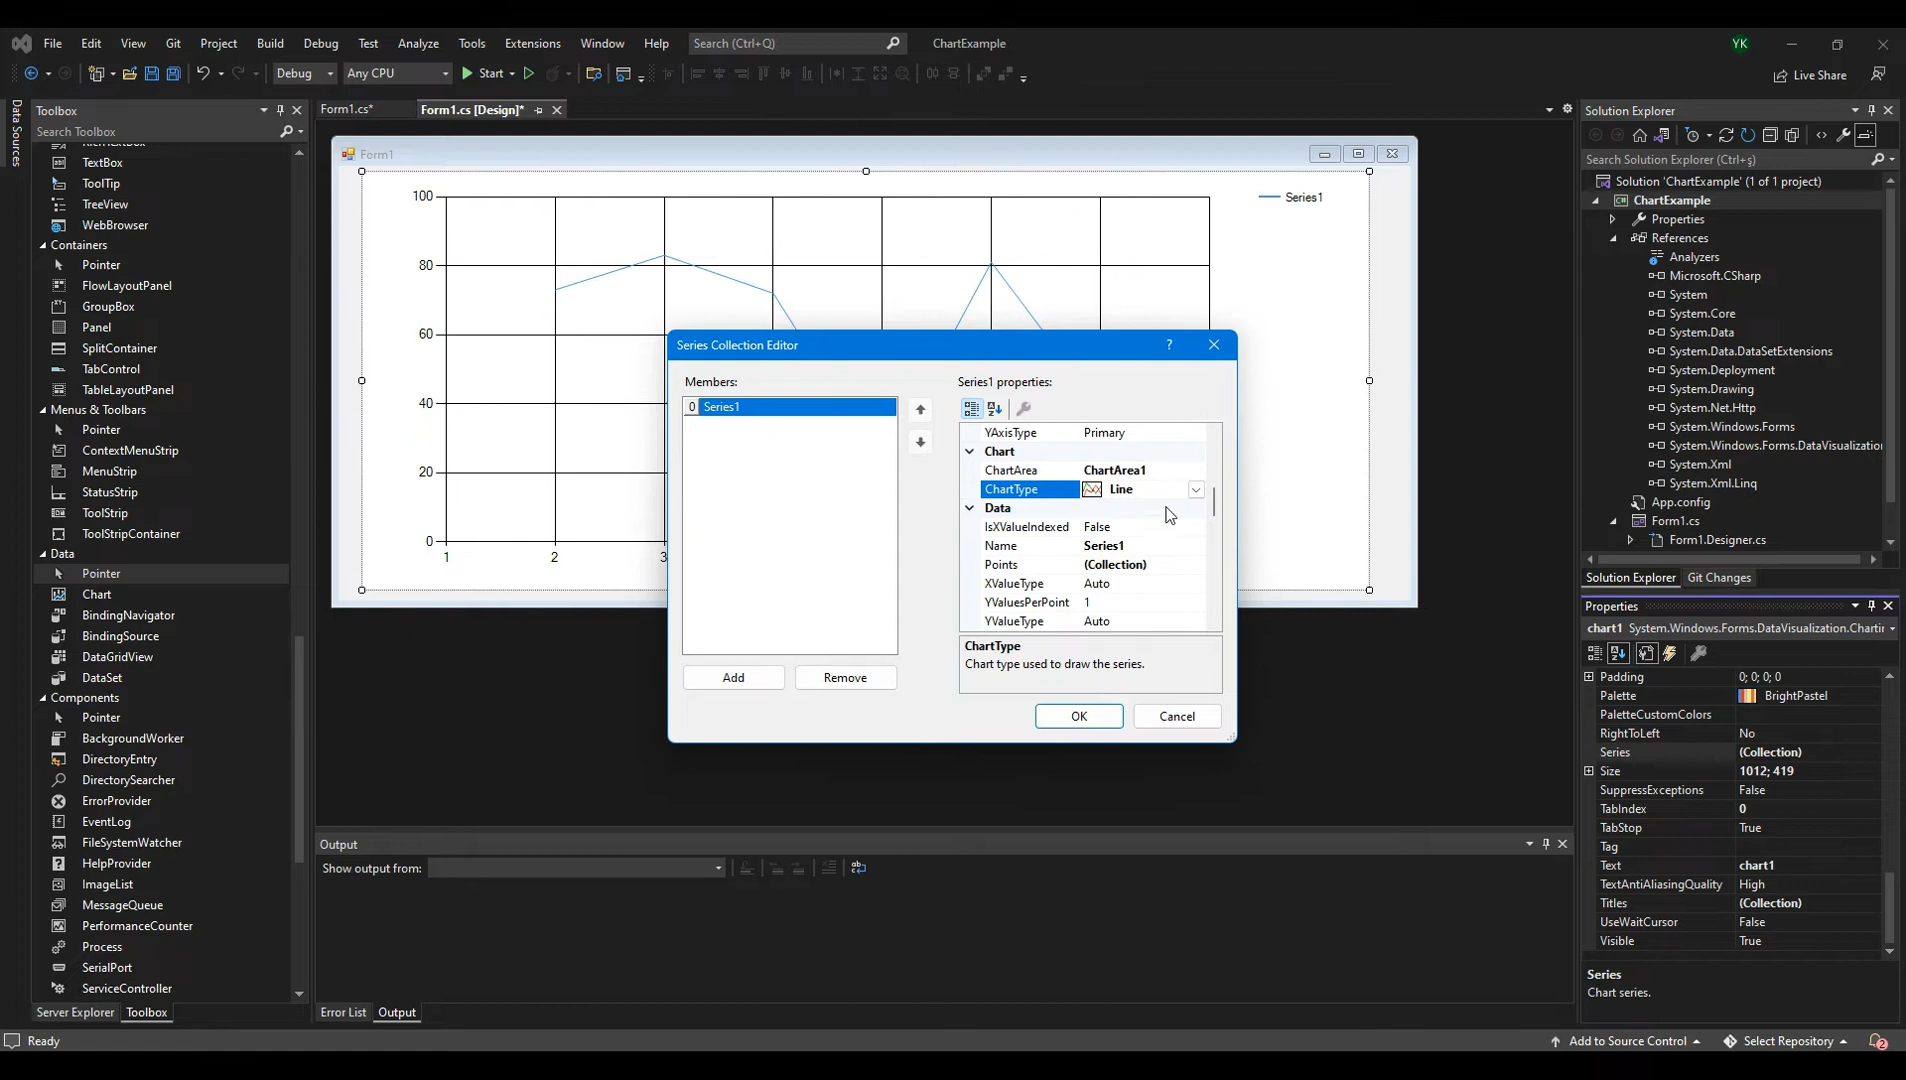 File Edit View Git Project Build Debug Test Analyze Tools Extensions Window Help Search (Ctrl+Q) ChartExample YK
Debug Any CPU Start Live Share
Data Sources
Toolbox
Search Toolbox
RichTextBox
TextBox
ToolTip
TreeView
WebBrowser
Containers
Pointer
FlowLayoutPanel
GroupBox
Panel
SplitContainer
TabControl
TableLayoutPanel
Menus & Toolbars
Pointer
ContextMenuStrip
MenuStrip
StatusStrip
ToolStrip
ToolStripContainer
Data
Pointer
Chart
BindingNavigator
BindingSource
DataGridView
DataSet
Components
Pointer
BackgroundWorker
DirectoryEntry
DirectorySearcher
ErrorProvider
EventLog
FileSystemWatcher
HelpProvider
ImageList
MessageQueue
PerformanceCounter
Process
SerialPort
ServiceController
Server Explorer Toolbox
Form1.cs* Form1.cs [Design]*
Form1
100
80
60
40
20
0
1 2 3
Series1
Series Collection Editor ?
Members:
0 Series1
Add Remove
Series1 properties:
YAxisType Primary
Chart
ChartArea ChartArea1
ChartType Line
Data
IsXValueIndexed False
Name Series1
Points (Collection)
XValueType Auto
YValuesPerPoint 1
YValueType Auto
ChartType
Chart type used to draw the series.
OK Cancel
Output
Show output from:
Error List Output
Solution Explorer
Search Solution Explorer (Ctrl+ş)
Solution 'ChartExample' (1 of 1 project)
ChartExample
Properties
References
Analyzers
Microsoft.CSharp
System
System.Core
System.Data
System.Data.DataSetExtensions
System.Deployment
System.Drawing
System.Net.Http
System.Windows.Forms
System.Windows.Forms.DataVisualization
System.Xml
System.Xml.Linq
App.config
Form1.cs
Form1.Designer.cs
Solution Explorer Git Changes
Properties
chart1 System.Windows.Forms.DataVisualization.Chartin
Padding 0; 0; 0; 0
Palette BrightPastel
PaletteCustomColors
RightToLeft No
Series (Collection)
Size 1012; 419
SuppressExceptions False
TabIndex 0
TabStop True
Tag
Text chart1
TextAntiAliasingQuality High
Titles (Collection)
UseWaitCursor False
Visible True
Series
Chart series.
Ready Add to Source Control Select Repository 2